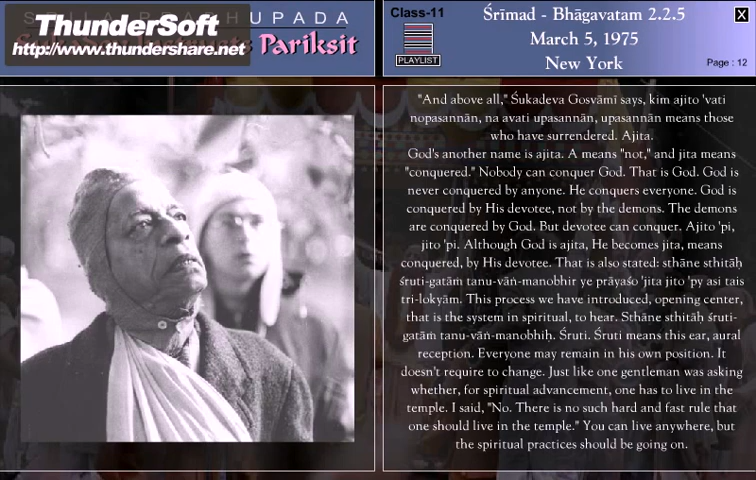 ThunderSoft
http://www.thundershare.net
HUPADA
Pariksit
Class-11
PLAYLIST
Śrīmad - Bhāgavatam 2.2.5
March 5, 1975
New York
X
Page : 12
"And above all," Śukadeva Gosvāmī says, kim ajito 'vati
nopasannān, na avati upasannān, upasannān means those
who have surrendered. Ajita.
God's another name is ajita. A means "not," and jita means
"conquered." Nobody can conquer God. That is God. God is
never conquered by anyone. He conquers everyone. God is
conquered by His devotee, not by the demons. The demons
are conquered by God. But devotee can conquer. Ajito 'pi,
jito 'pi. Although God is ajita, He becomes jita, means
conquered, by His devotee. That is also stated: sthāne sthitāḥ
śruti-gatāṁ tanu-vāṅ-manobhir ye prāyaśo 'jita jito 'py asi tais
tri-lokyām. This process we have introduced, opening center,
that is the system in spiritual, to hear. Sthāne sthitāḥ śruti-
gatāṁ tanu-vāṅ-manobhiḥ. Śruti. Śruti means this ear, aural
reception. Everyone may remain in his own position. It
doesn't require to change. Just like one gentleman was asking
whether, for spiritual advancement, one has to live in the
temple. I said, "No. There is no such hard and fast rule that
one should live in the temple." You can live anywhere, but
the spiritual practices should be going on.